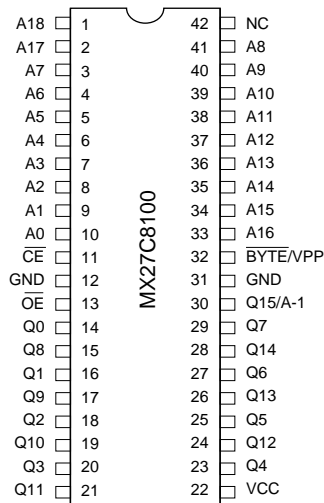 A18 1 42 NC
A17 2 41 A8
A7 3 40 A9
A6 4 39 A10
A5 5 38 A11
A4 6 37 A12
A3 7 36 A13
A2 8 35 A14
A1 9 34 A15
A0 10 33 A16
CE 11 32 BYTE/VPP
GND 12 31 GND
OE 13 30 Q15/A-1
Q0 14 29 Q7
Q8 15 28 Q14
Q1 16 27 Q6
Q9 17 26 Q13
Q2 18 25 Q5
Q10 19 24 Q12
Q3 20 23 Q4
Q11 21 22 VCC
MX27C8100